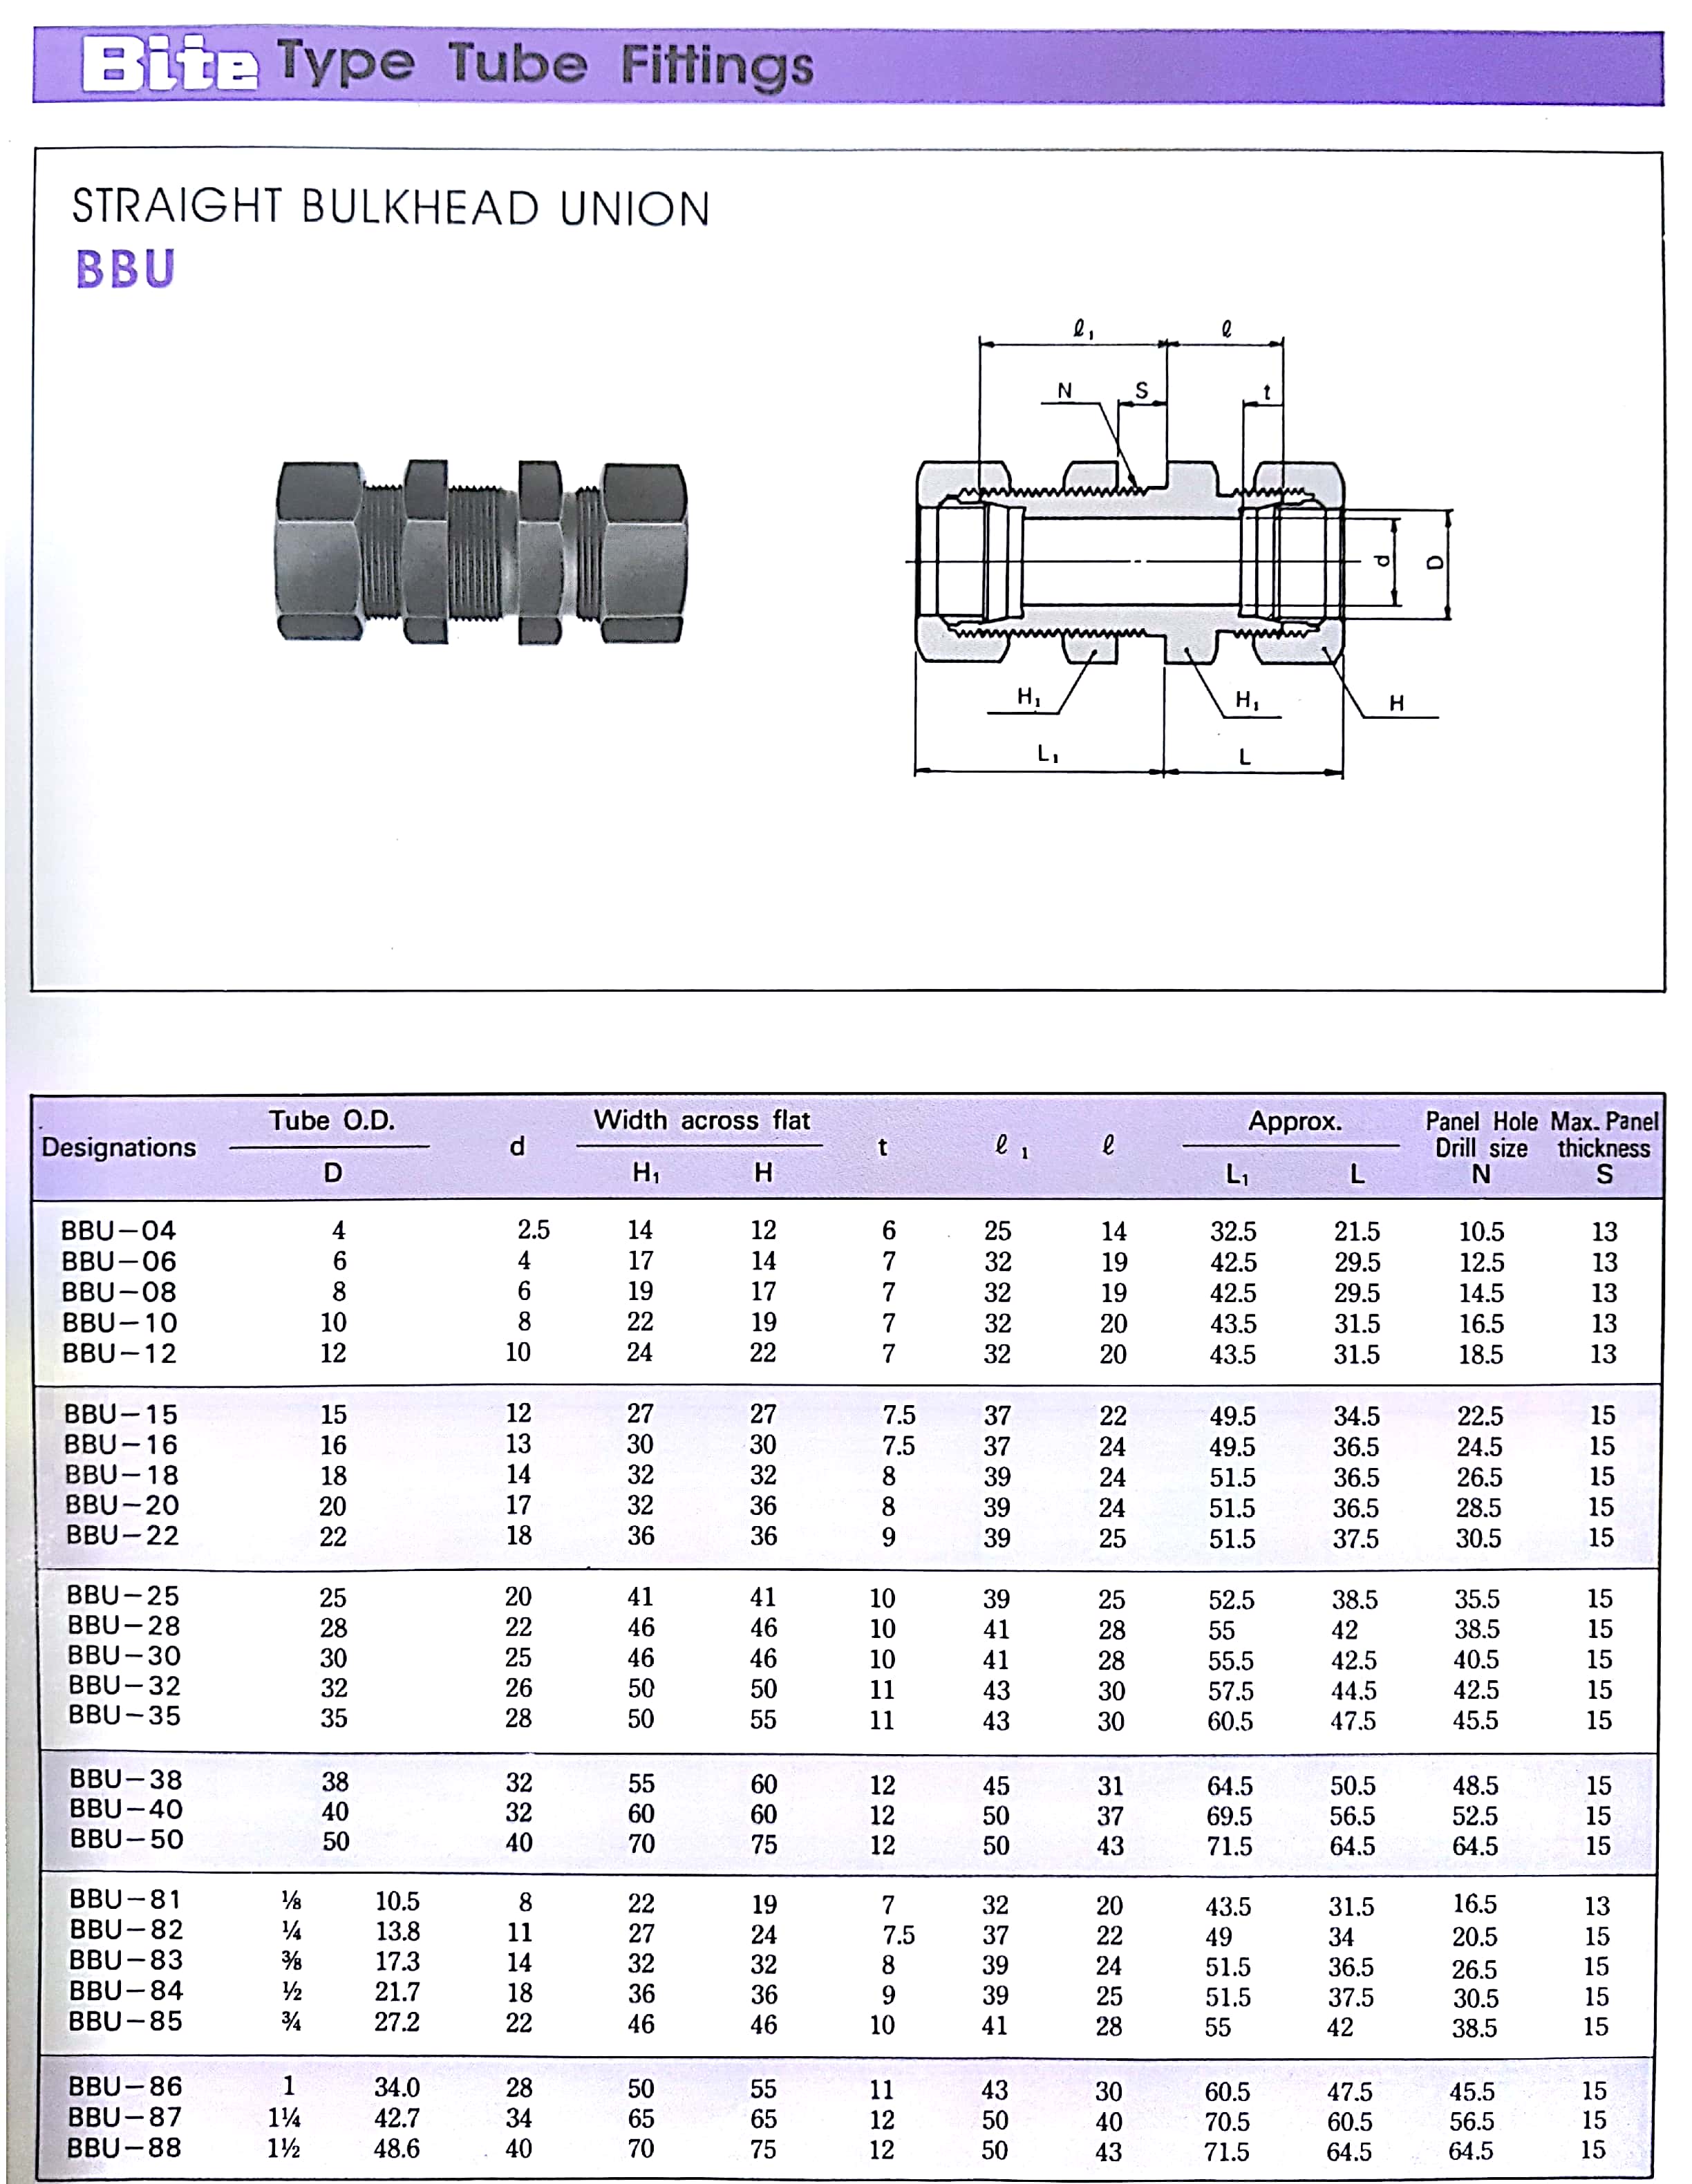 Bite Type Tube Fittings
STRAIGHT BULKHEAD UNION
BBU
ℓ₁ ℓ
N S t
d D
H₁ H₁ H
L₁ L
Tube O.D. Width across flat Approx. Panel Hole Max. Panel
Designations d t ℓ₁ ℓ Drill size thickness
D H₁ H L₁ L N S
BBU-04 4 2.5 14 12 6 25 14 32.5 21.5 10.5 13
BBU-06 6 4 17 14 7 32 19 42.5 29.5 12.5 13
BBU-08 8 6 19 17 7 32 19 42.5 29.5 14.5 13
BBU-10 10 8 22 19 7 32 20 43.5 31.5 16.5 13
BBU-12 12 10 24 22 7 32 20 43.5 31.5 18.5 13
BBU-15 15 12 27 27 7.5 37 22 49.5 34.5 22.5 15
BBU-16 16 13 30 30 7.5 37 24 49.5 36.5 24.5 15
BBU-18 18 14 32 32 8 39 24 51.5 36.5 26.5 15
BBU-20 20 17 32 36 8 39 24 51.5 36.5 28.5 15
BBU-22 22 18 36 36 9 39 25 51.5 37.5 30.5 15
BBU-25 25 20 41 41 10 39 25 52.5 38.5 35.5 15
BBU-28 28 22 46 46 10 41 28 55 42 38.5 15
BBU-30 30 25 46 46 10 41 28 55.5 42.5 40.5 15
BBU-32 32 26 50 50 11 43 30 57.5 44.5 42.5 15
BBU-35 35 28 50 55 11 43 30 60.5 47.5 45.5 15
BBU-38 38 32 55 60 12 45 31 64.5 50.5 48.5 15
BBU-40 40 32 60 60 12 50 37 69.5 56.5 52.5 15
BBU-50 50 40 70 75 12 50 43 71.5 64.5 64.5 15
BBU-81 ⅛ 10.5 8 22 19 7 32 20 43.5 31.5 16.5 13
BBU-82 ¼ 13.8 11 27 24 7.5 37 22 49 34 20.5 15
BBU-83 ⅜ 17.3 14 32 32 8 39 24 51.5 36.5 26.5 15
BBU-84 ½ 21.7 18 36 36 9 39 25 51.5 37.5 30.5 15
BBU-85 ¾ 27.2 22 46 46 10 41 28 55 42 38.5 15
BBU-86 1 34.0 28 50 55 11 43 30 60.5 47.5 45.5 15
BBU-87 1¼ 42.7 34 65 65 12 50 40 70.5 60.5 56.5 15
BBU-88 1½ 48.6 40 70 75 12 50 43 71.5 64.5 64.5 15